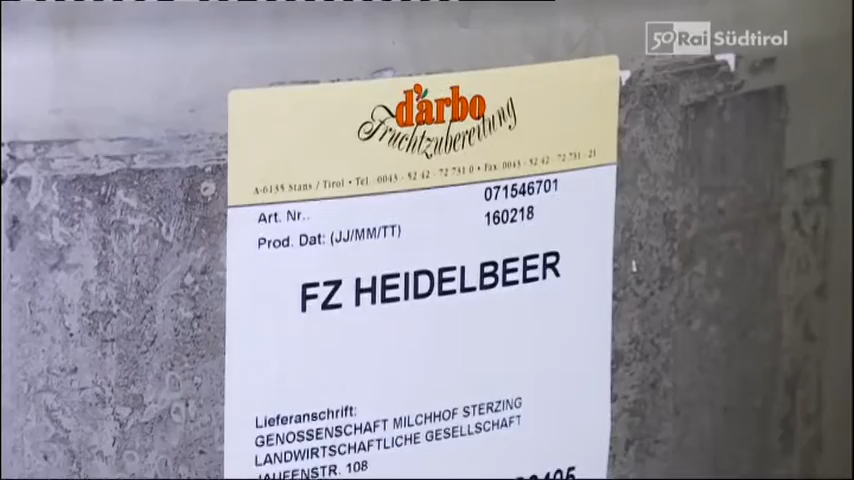 50 Rai Südtirol
d'arbo
Fruchtzubereitung
A-6135 Stans / Tirol • Tel. 0043 - 52 42 - 72 731 0 • Fax. 0043 - 52 42 - 72 731 - 21
Art. Nr.. 071546701
Prod. Dat: (JJ/MM/TT) 160218
FZ HEIDELBEER
Lieferanschrift:
GENOSSENSCHAFT MILCHHOF STERZING
LANDWIRTSCHAFTLICHE GESELLSCHAFT
JAUFENSTR. 108